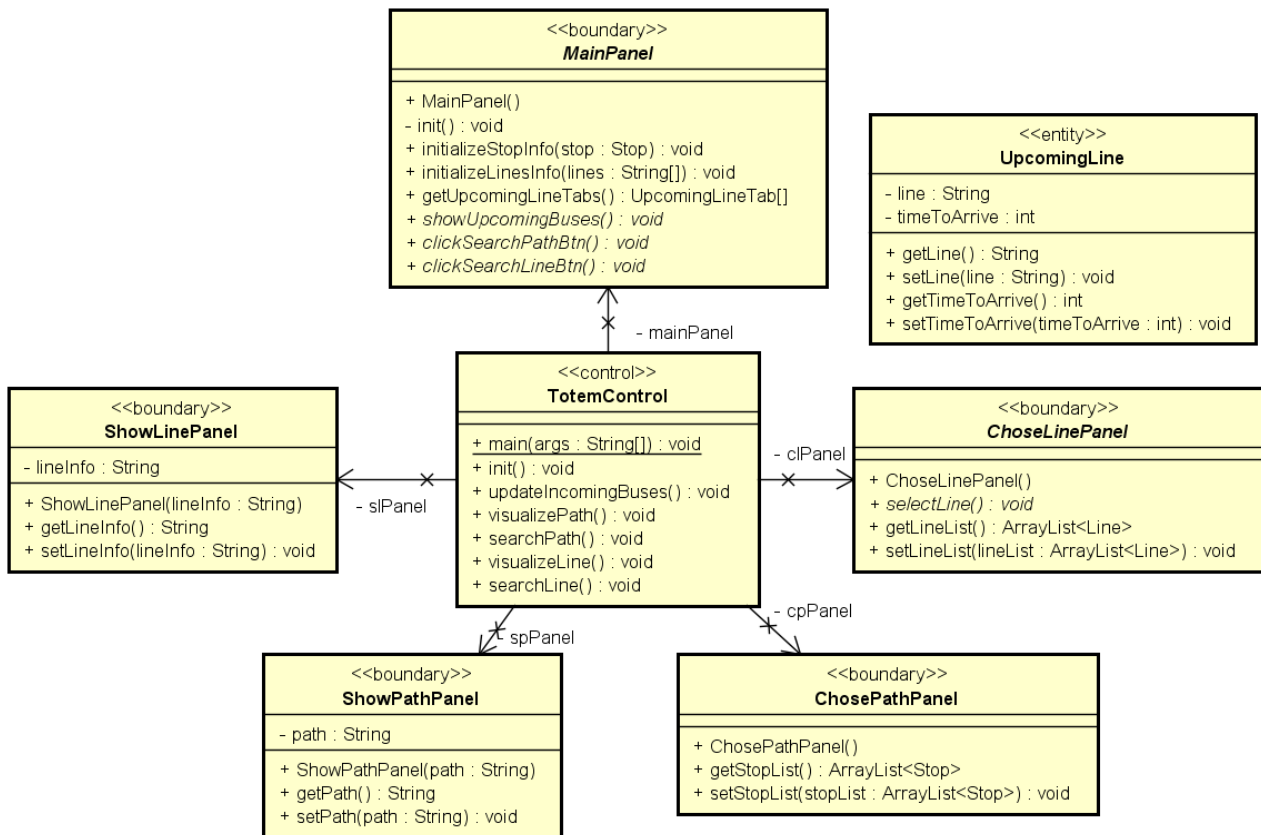 <<boundary>>
MainPanel
+ MainPanel()
- init() : void
+ initializeStopInfo(stop : Stop) : void
+ initializeLinesInfo(lines : String[]) : void
+ getUpcomingLineTabs() : UpcomingLineTab[]
+ showUpcomingBuses() : void
+ clickSearchPathBtn() : void
+ clickSearchLineBtn() : void
<<entity>>
UpcomingLine
- line : String
- timeToArrive : int
+ getLine() : String
+ setLine(line : String) : void
+ getTimeToArrive() : int
+ setTimeToArrive(timeToArrive : int) : void
- mainPanel
<<control>>
TotemControl
+ main(args : String[]) : void
+ init() : void
+ updateIncomingBuses() : void
+ visualizePath() : void
+ searchPath() : void
+ visualizeLine() : void
+ searchLine() : void
<<boundary>>
ShowLinePanel
- lineInfo : String
+ ShowLinePanel(lineInfo : String)
+ getLineInfo() : String
+ setLineInfo(lineInfo : String) : void
- slPanel
- clPanel
<<boundary>>
ChoseLinePanel
+ ChoseLinePanel()
+ selectLine() : void
+ getLineList() : ArrayList<Line>
+ setLineList(lineList : ArrayList<Line>) : void
- spPanel
- cpPanel
<<boundary>>
ShowPathPanel
- path : String
+ ShowPathPanel(path : String)
+ getPath() : String
+ setPath(path : String) : void
<<boundary>>
ChosePathPanel
+ ChosePathPanel()
+ getStopList() : ArrayList<Stop>
+ setStopList(stopList : ArrayList<Stop>) : void